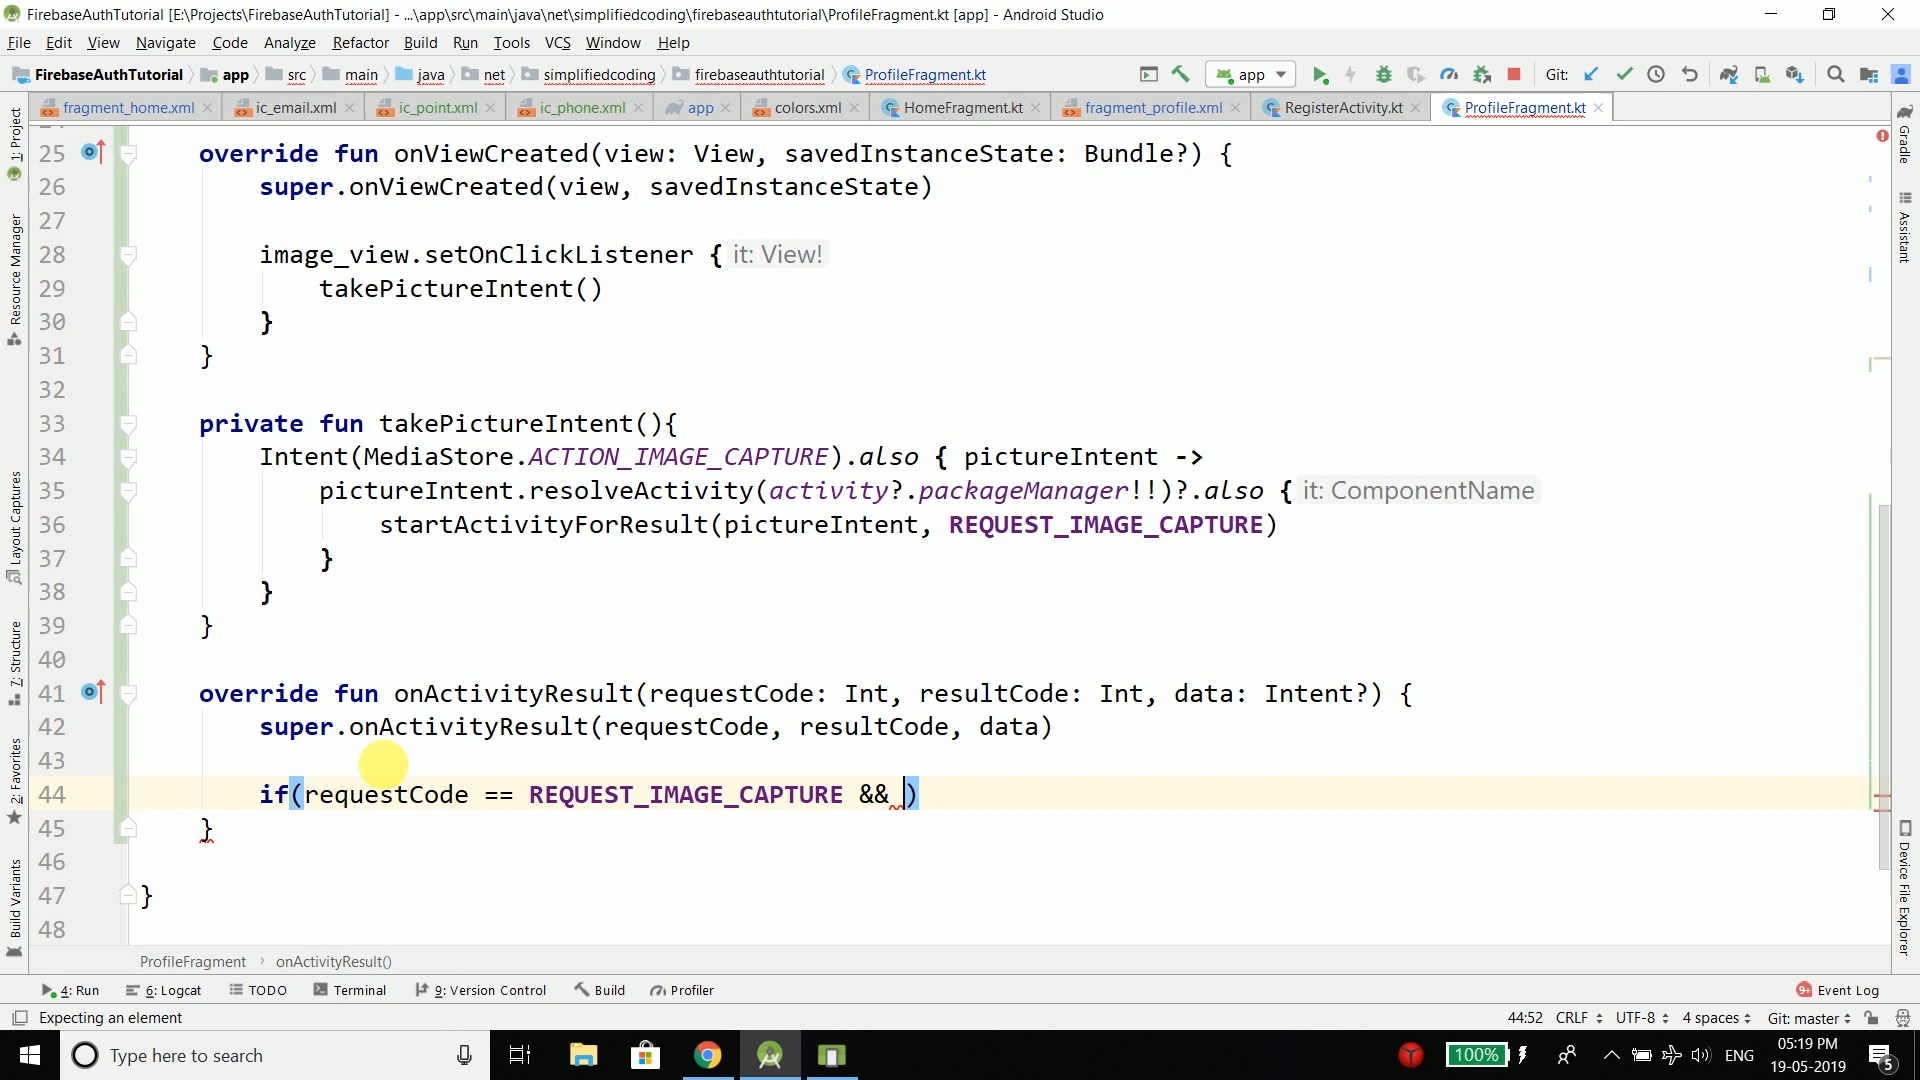 FirebaseAuthTutorial [E:\Projects\FirebaseAuthTutorial] - ...\app\src\main\java\net\simplifiedcoding\firebaseauthtutorial\ProfileFragment.kt [app] - Android Studio
File Edit View Navigate Code Analyze Refactor Build Run Tools VCS Window Help
FirebaseAuthTutorial app src main java net simplifiedcoding firebaseauthtutorial ProfileFragment.kt app Git:
fragment_home.xml ic_email.xml ic_point.xml ic_phone.xml app colors.xml HomeFragment.kt fragment_profile.xml RegisterActivity.kt ProfileFragment.kt
25 override fun onViewCreated(view: View, savedInstanceState: Bundle?) {
26 super.onViewCreated(view, savedInstanceState)
27
28 image_view.setOnClickListener { it: View!
29 takePictureIntent()
30 }
31 }
32
33 private fun takePictureIntent(){
34 Intent(MediaStore.ACTION_IMAGE_CAPTURE).also { pictureIntent ->
35 pictureIntent.resolveActivity(activity?.packageManager!!)?.also { it: ComponentName
36 startActivityForResult(pictureIntent, REQUEST_IMAGE_CAPTURE)
37 }
38 }
39 }
40
41 override fun onActivityResult(requestCode: Int, resultCode: Int, data: Intent?) {
42 super.onActivityResult(requestCode, resultCode, data)
43
44 if(requestCode == REQUEST_IMAGE_CAPTURE && )
45 }
46
47 }
48
1: Project
Resource Manager
Layout Captures
7: Structure
2: Favorites
Build Variants
Gradle
Assistant
Device File Explorer
ProfileFragment › onActivityResult()
4: Run 6: Logcat TODO Terminal 9: Version Control Build Profiler 9+ Event Log
Expecting an element 44:52 CRLF UTF-8 4 spaces Git: master
Type here to search 100% ENG 05:19 PM
19-05-2019 5